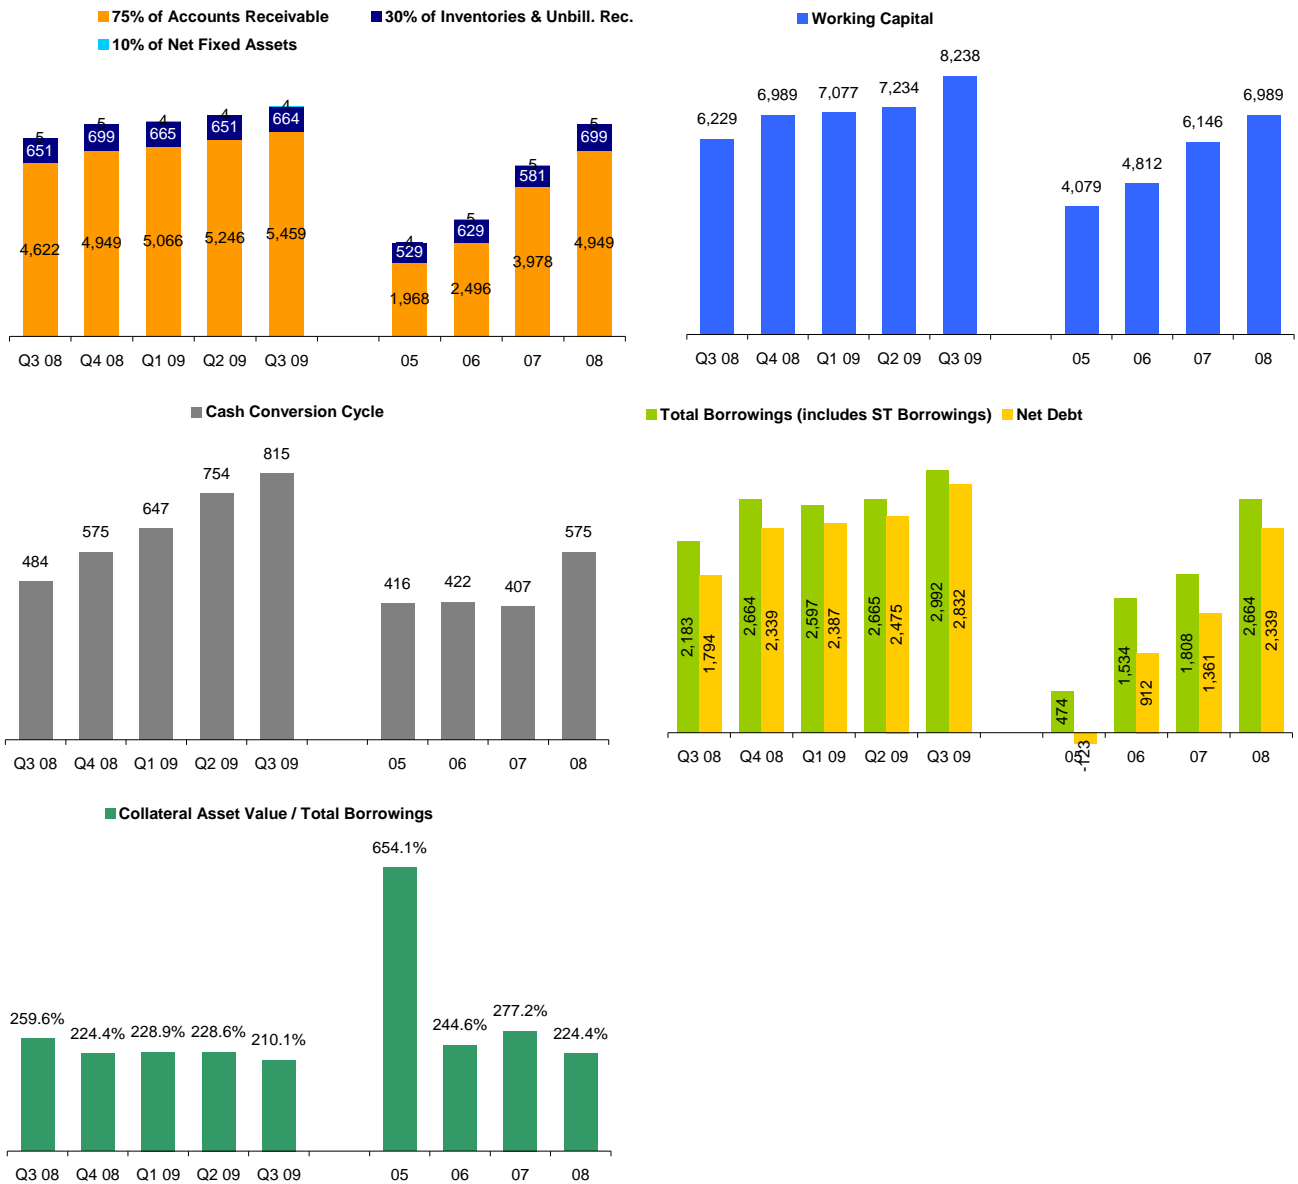 75% of Accounts Receivable
30% of Inventories & Unbill. Rec.
10% of Net Fixed Assets
5 5 4 4 4 4 5 5 5
651 699 665 651 664 529 629 581 699
4,622 4,949 5,066 5,246 5,459 1,968 2,496 3,978 4,949
Q3 08 Q4 08 Q1 09 Q2 09 Q3 09 05 06 07 08
Working Capital
6,229 6,989 7,077 7,234 8,238 4,079 4,812 6,146 6,989
Q3 08 Q4 08 Q1 09 Q2 09 Q3 09 05 06 07 08
Cash Conversion Cycle
484 575 647 754 815 416 422 407 575
Q3 08 Q4 08 Q1 09 Q2 09 Q3 09 05 06 07 08
Total Borrowings (includes ST Borrowings) Net Debt
2,183 1,794 2,664 2,339 2,597 2,387 2,665 2,475 2,992 2,832 474 -123 1,534 912 1,808 1,361 2,664 2,339
Q3 08 Q4 08 Q1 09 Q2 09 Q3 09 05 06 07 08
Collateral Asset Value / Total Borrowings
259.6% 224.4% 228.9% 228.6% 210.1% 654.1% 244.6% 277.2% 224.4%
Q3 08 Q4 08 Q1 09 Q2 09 Q3 09 05 06 07 08